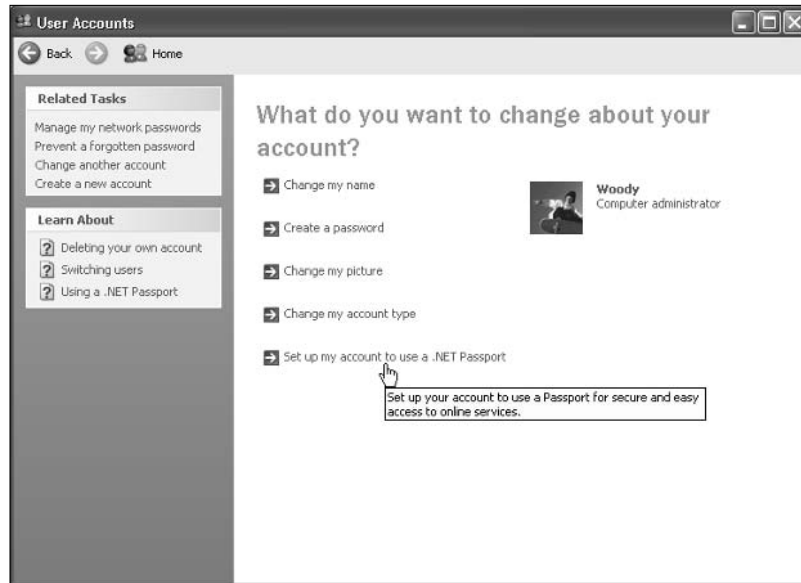 User Accounts
Back
Home
Related Tasks
Manage my network passwords
Prevent a forgotten password
Change another account
Create a new account
Learn About
Deleting your own account
Switching users
Using a .NET Passport
What do you want to change about your
account?
Change my name
Create a password
Change my picture
Change my account type
Set up my account to use a .NET Passport
Set up your account to use a Passport for secure and easy
access to online services.
Woody
Computer administrator